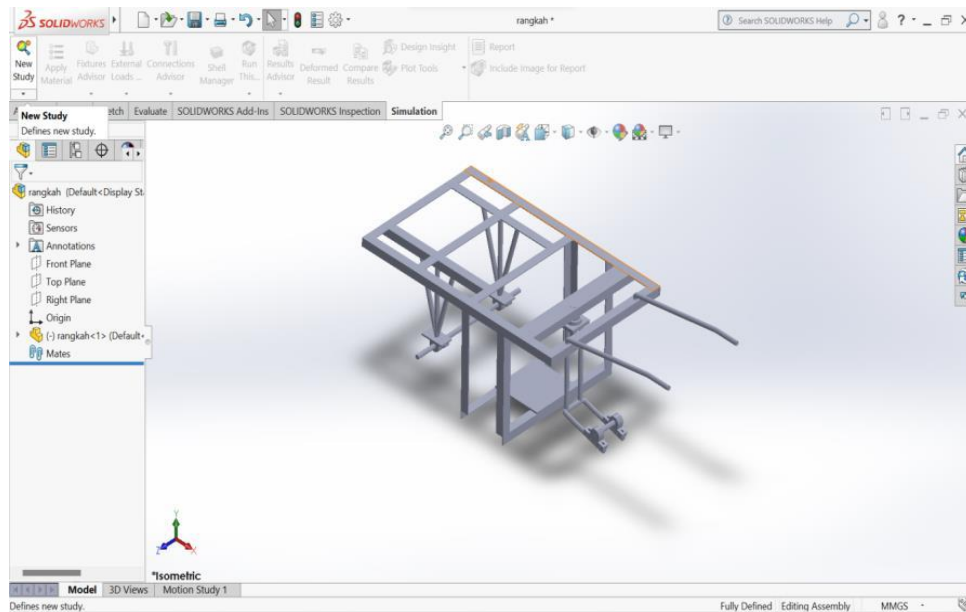 SOLIDWORKS
rangkah *
Search SOLIDWORKS Help
New Study
Apply Material
Fixtures Advisor
External Loads ...
Connections Advisor
Shell Manager
Run This...
Results Advisor
Deformed Result
Compare Results
Design Insight
Plot Tools
Report
Include Image for Report
etch
Evaluate
SOLIDWORKS Add-Ins
SOLIDWORKS Inspection
Simulation
New Study
Defines new study.
rangkah (Default<Display St
History
Sensors
Annotations
Front Plane
Top Plane
Right Plane
Origin
(-) rangkah<1> (Default
Mates
Y
Z
X
*Isometric
Model
3D Views
Motion Study 1
Defines new study.
Fully Defined
Editing Assembly
MMGS